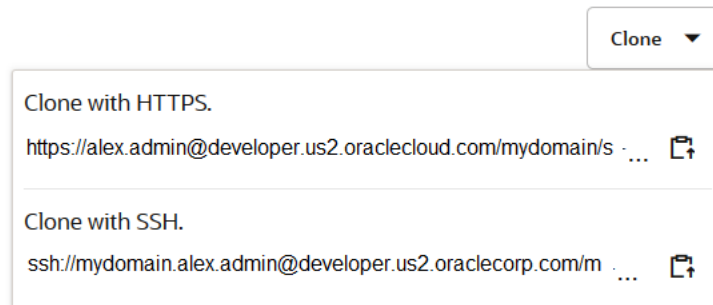 Clone
Clone with HTTPS.
https://alex.admin@developer.us2.oraclecloud.com/mydomain/s ...
Clone with SSH.
ssh://mydomain.alex.admin@developer.us2.oraclecorp.com/m ...